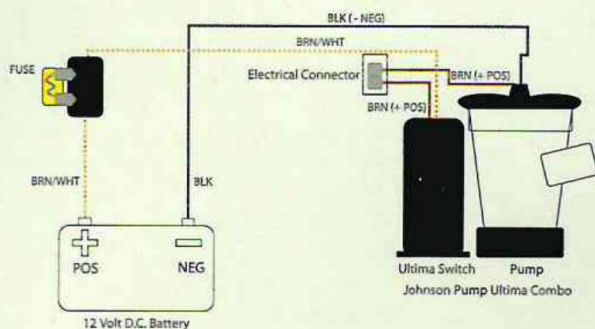 BLK (- NEG)
BRN/WHT
FUSE
Electrical Connector
BRN (+ POS)
BRN (+ POS)
BRN/WHT
BLK
POS
NEG
12 Volt D.C. Battery
Ultima Switch
Pump
Johnson Pump Ultima Combo